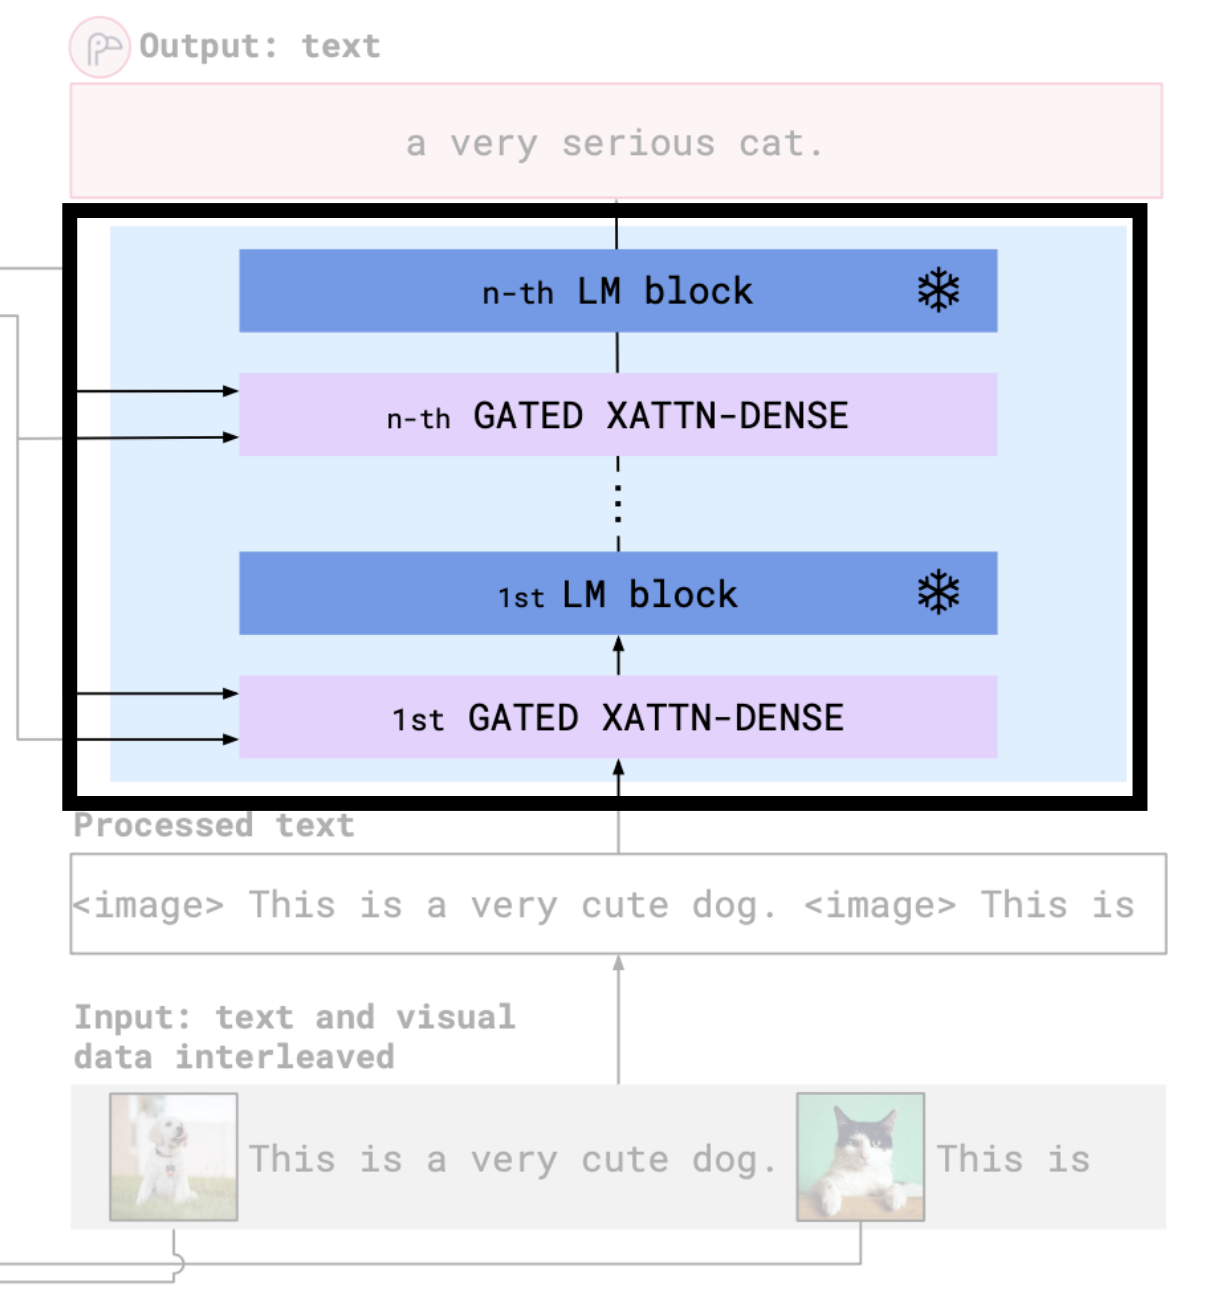 Output: text
a very serious cat.
n-th LM block
n-th GATED XATTN-DENSE
1st LM block
1st GATED XATTN-DENSE
Processed text
<image> This is a very cute dog. <image> This is
Input: text and visual
data interleaved
This is a very cute dog. This is